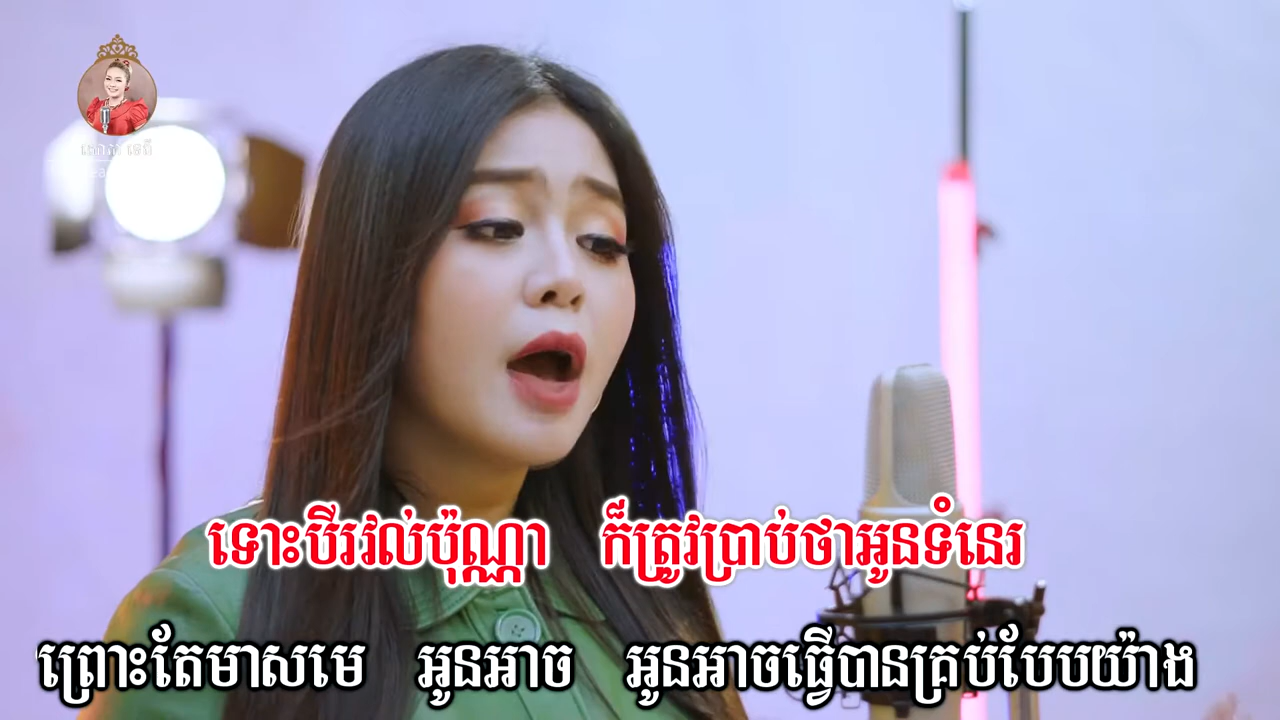 ទោះបីរវល់ប៉ុណ្ណា ក៏ត្រូវប្រាប់ថាអូនទំនេរ
ព្រោះតែមាសមេ អូនអាច អូនអាចធ្វើបានគ្រប់បែបយ៉ាង